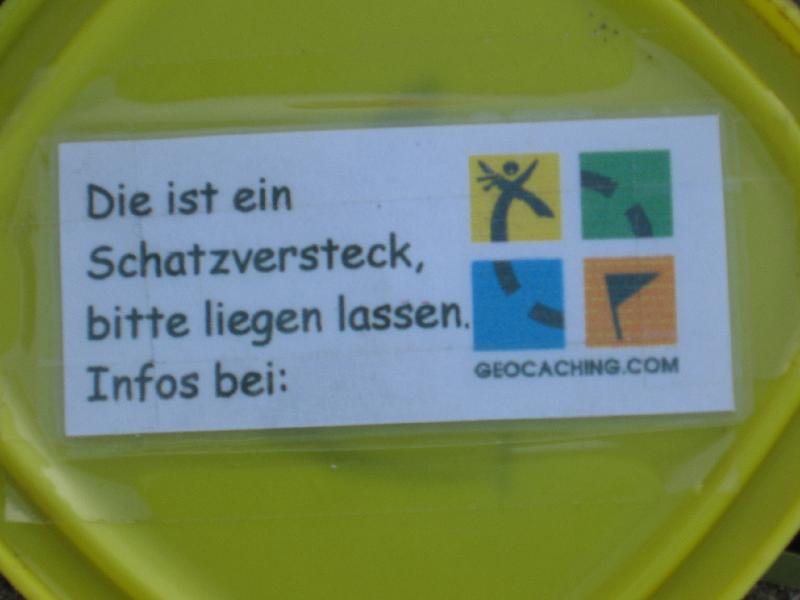 Die ist ein
Schatzversteck,
bitte liegen lassen.
Infos bei:
GEOCACHING.COM